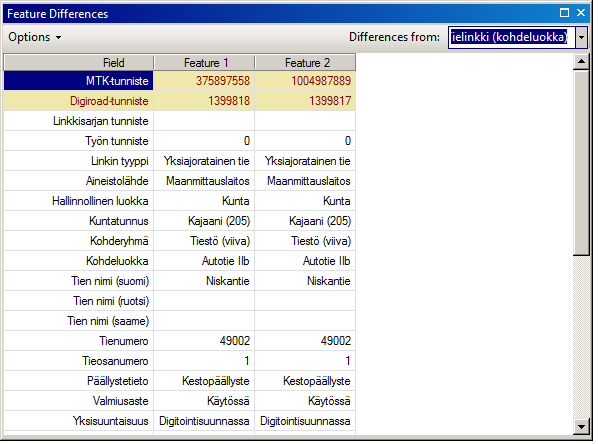 Feature Differences
Options Differences from: ielinkki (kohdeluokka)
Field Feature 1 Feature 2
MTK-tunniste 375897558 1004987889
Digiroad-tunniste 1399818 1399817
Linkkisarjan tunniste
Työn tunniste 0 0
Linkin tyyppi Yksiajoratainen tie Yksiajoratainen tie
Aineistolähde Maanmittauslaitos Maanmittauslaitos
Hallinnollinen luokka Kunta Kunta
Kuntatunnus Kajaani (205) Kajaani (205)
Kohderyhmä Tiestö (viiva) Tiestö (viiva)
Kohdeluokka Autotie IIb Autotie IIb
Tien nimi (suomi) Niskantie Niskantie
Tien nimi (ruotsi)
Tien nimi (saame)
Tienumero 49002 49002
Tieosanumero 1 1
Päällystetieto Kestopäällyste Kestopäällyste
Valmiusaste Käytössä Käytössä
Yksisuuntaisuus Digitointisuunnassa Digitointisuunnassa